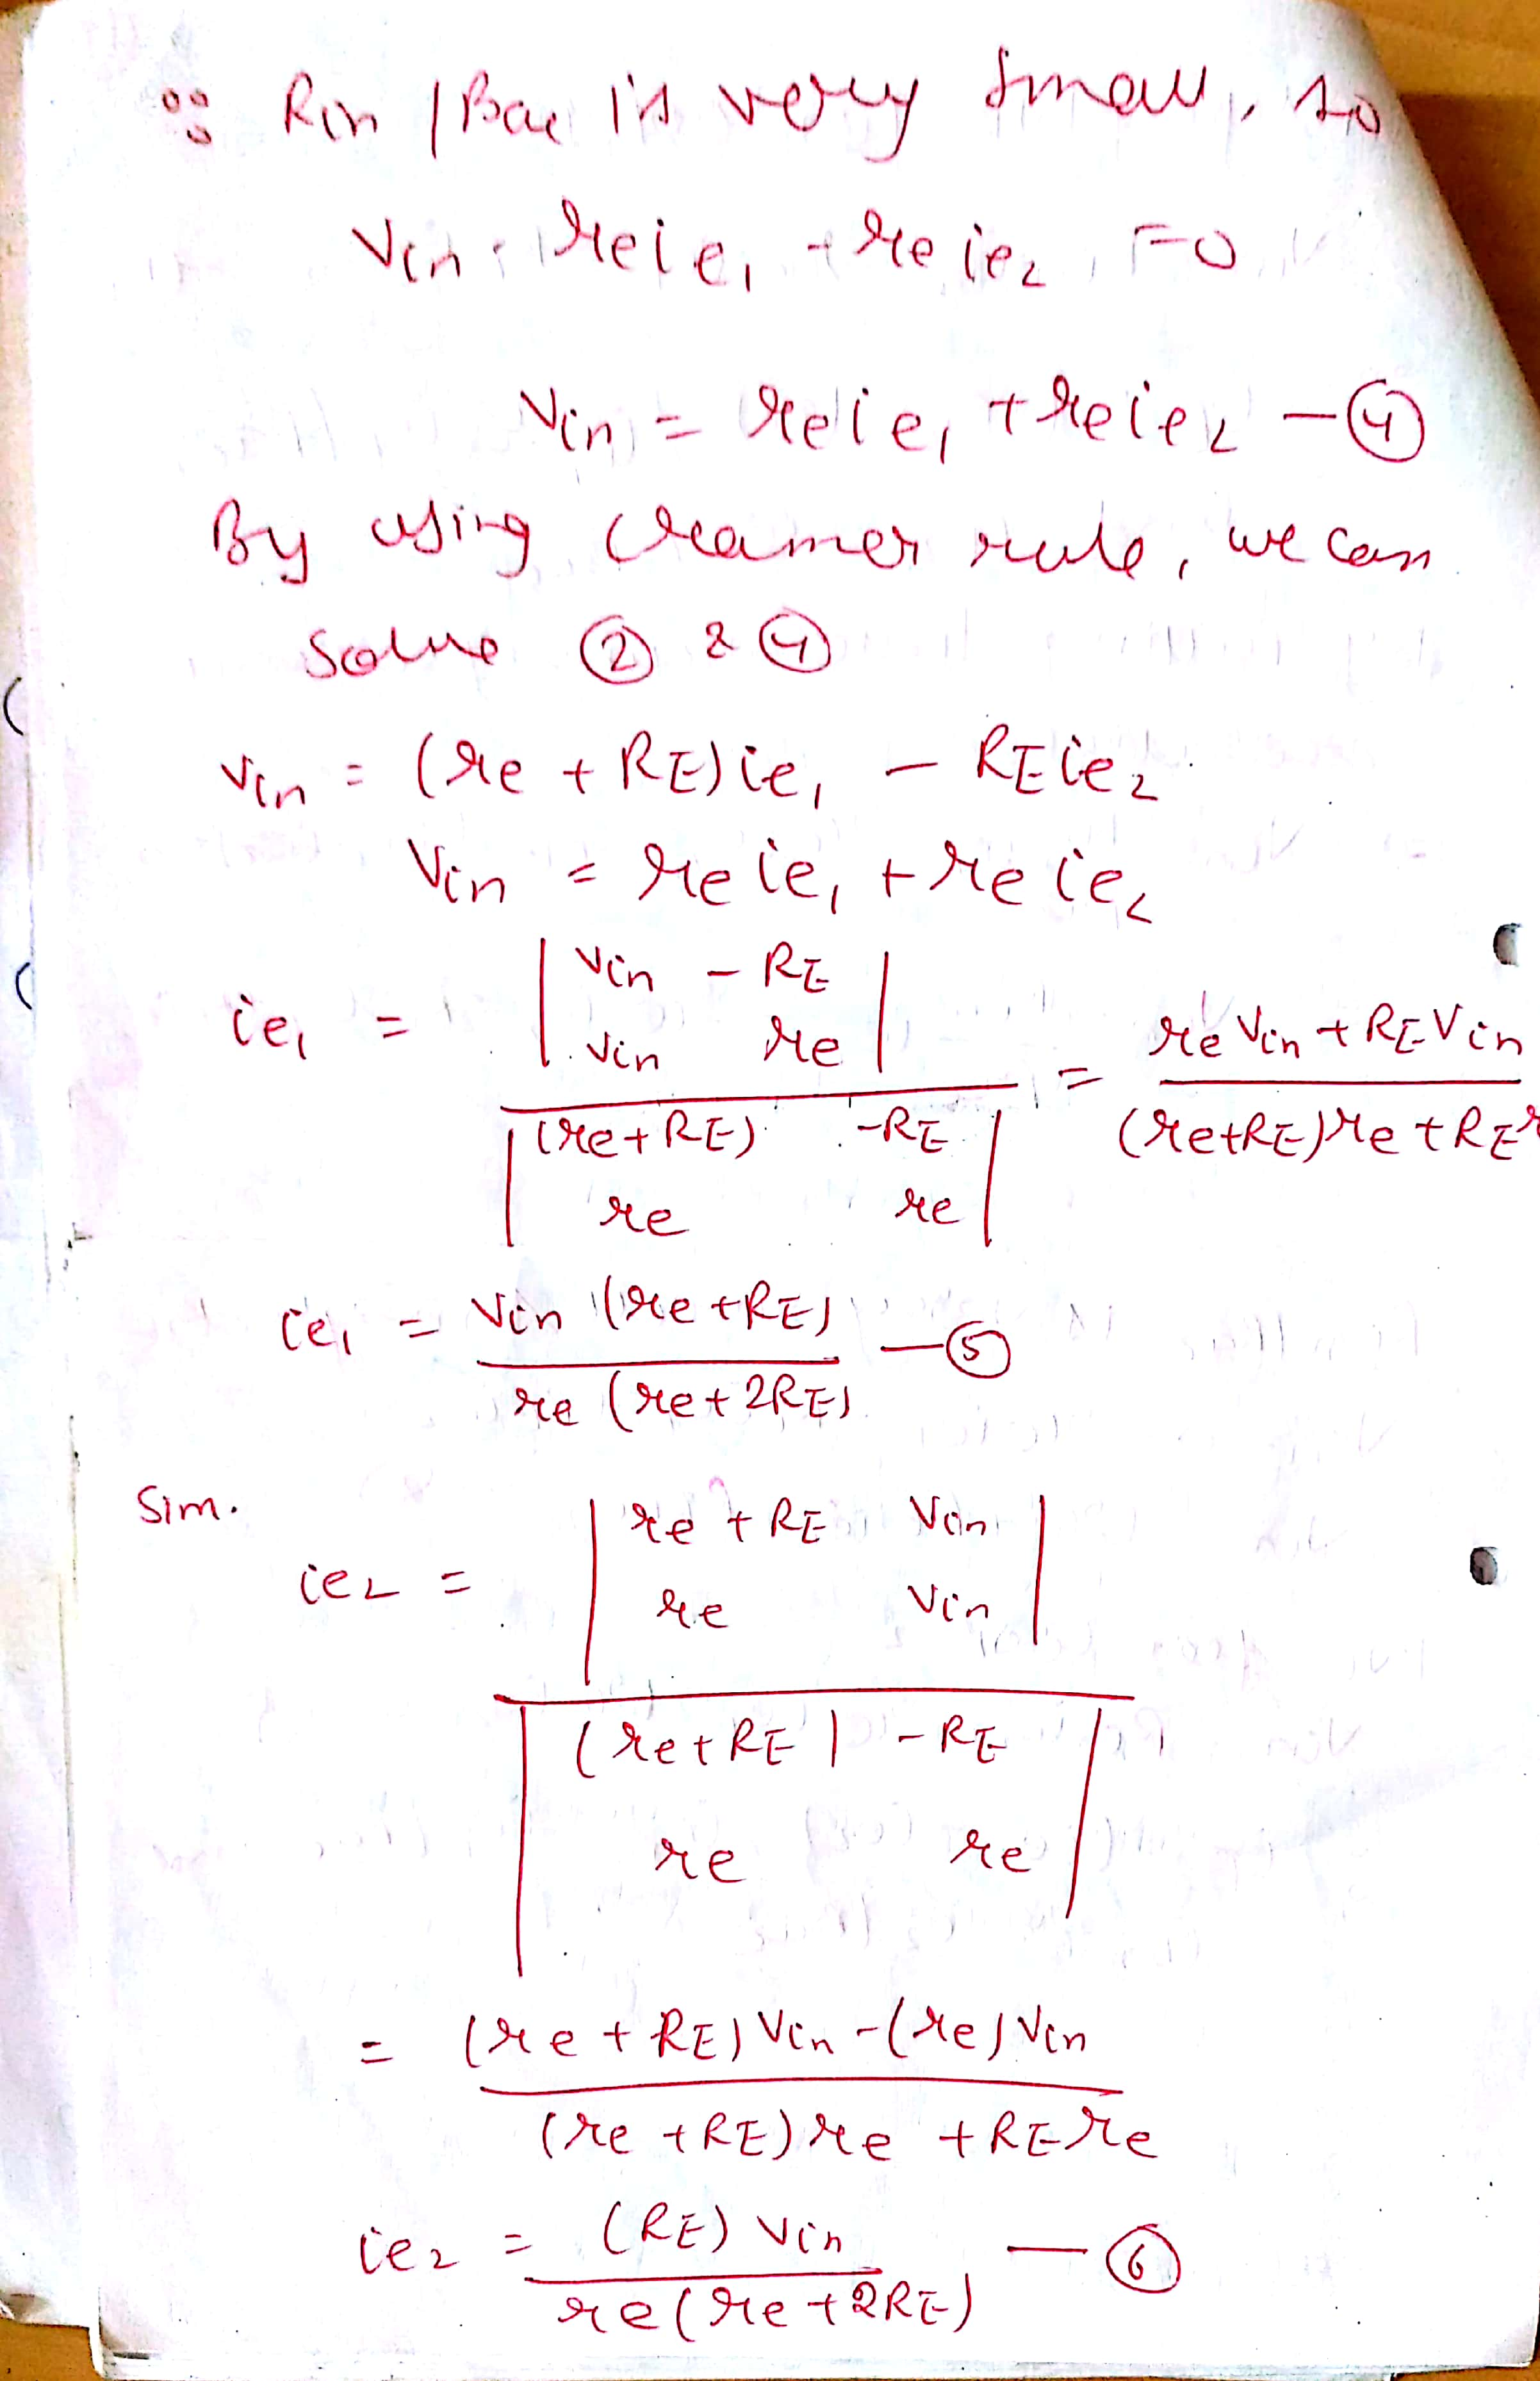 ∵ Rin / βac is very small, so
Vin - re ie1 - re ie2 = 0
Vin = re ie1 + re ie2 — ④
By using Creamer rule, we can
Solve ② & ④
Vin = (re + RE) ie1 - RE ie2
Vin = re ie1 + re ie2
ie1 = | Vin -RE | = re Vin + RE Vin
| Vin re |
| (re + RE) -RE | (re+RE) re + RE r
| re re |
ie1 = Vin (re + RE) — ⑤
re (re + 2RE)
Sim.
ie2 = | re + RE Vin |
| re Vin |
| (re + RE) -RE |
| re re |
= (re + RE) Vin - (re) Vin
(re + RE) re + RE re
ie2 = (RE) Vin — ⑥
re (re + 2RE)